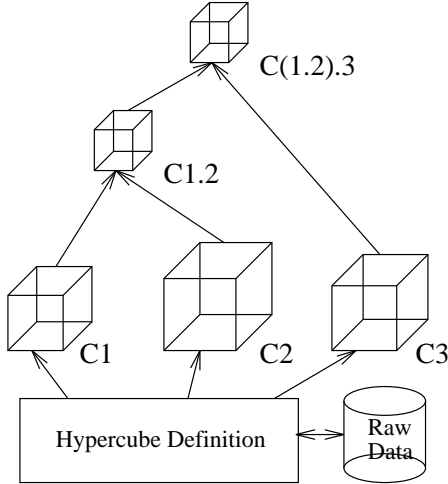 C(1.2).3
C1.2
C1
C2
C3
Hypercube Definition
Raw
Data